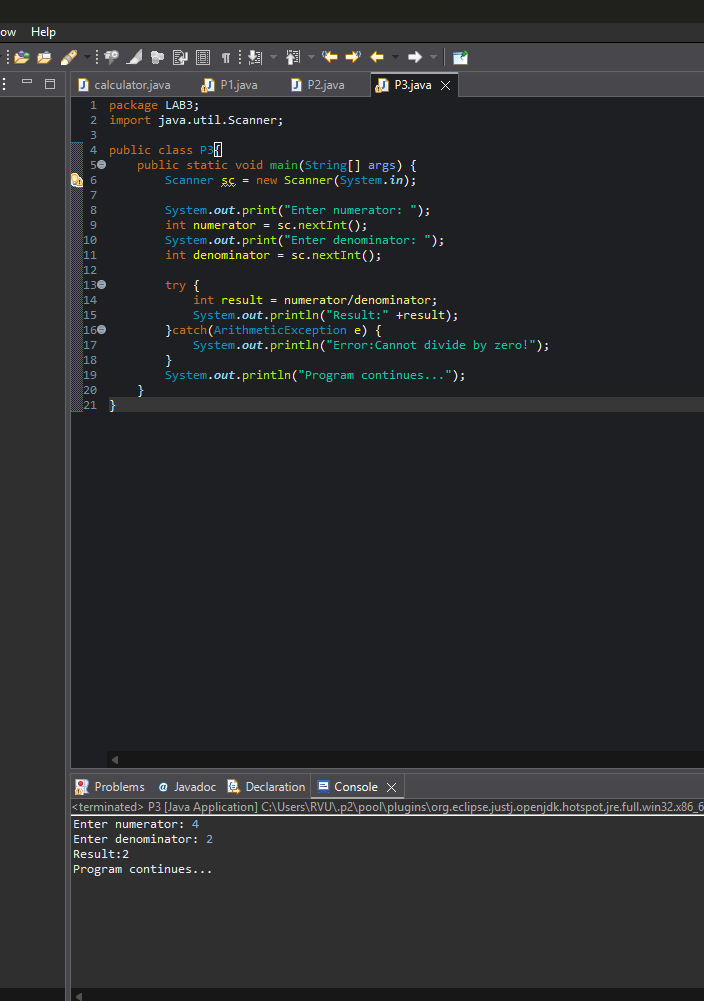 ow Help
calculator.java P1.java P2.java P3.java
1 package LAB3;
2 import java.util.Scanner;
3
4 public class P3{
5 public static void main(String[] args) {
6 Scanner sc = new Scanner(System.in);
7
8 System.out.print("Enter numerator: ");
9 int numerator = sc.nextInt();
10 System.out.print("Enter denominator: ");
11 int denominator = sc.nextInt();
12
13 try {
14 int result = numerator/denominator;
15 System.out.println("Result:" +result);
16 }catch(ArithmeticException e) {
17 System.out.println("Error:Cannot divide by zero!");
18 }
19 System.out.println("Program continues...");
20 }
21 }
Problems @ Javadoc Declaration Console
<terminated> P3 [Java Application] C:\Users\RVU\.p2\pool\plugins\org.eclipse.justj.openjdk.hotspot.jre.full.win32.x86_6
Enter numerator: 4
Enter denominator: 2
Result:2
Program continues...